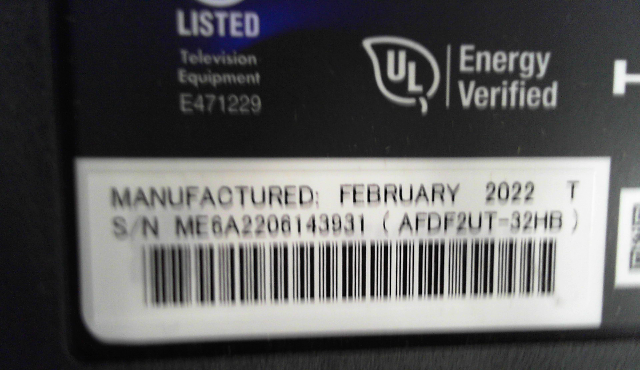 LISTED
Television
Equipment
E471229
UL
Energy
Verified
MANUFACTURED: FEBRUARY 2022 T
S/N ME6A2206143931 ( AFDF2UT-32HB )